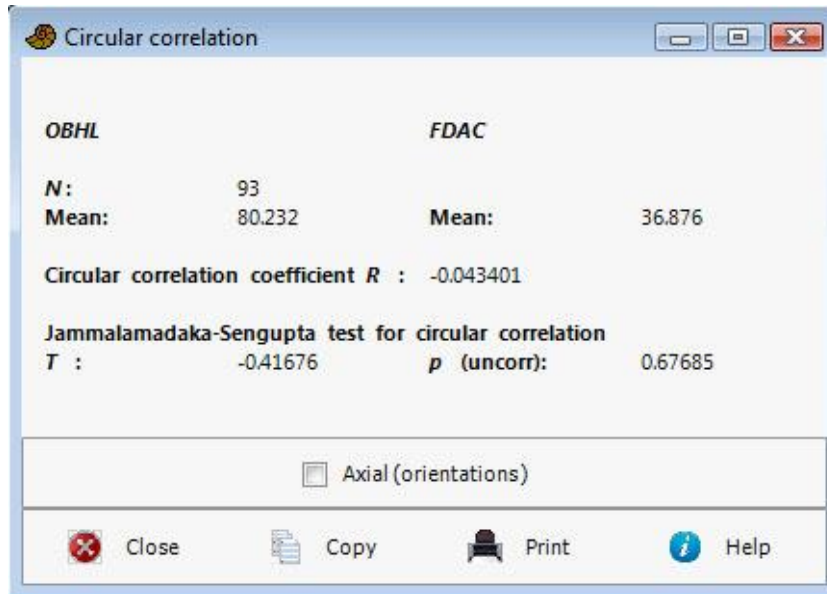 Circular correlation
OBHL FDAC
N: 93
Mean: 80.232 Mean: 36.876
Circular correlation coefficient R : -0.043401
Jammalamadaka-Sengupta test for circular correlation
T : -0.41676 p (uncorr): 0.67685
Axial (orientations)
Close Copy Print Help